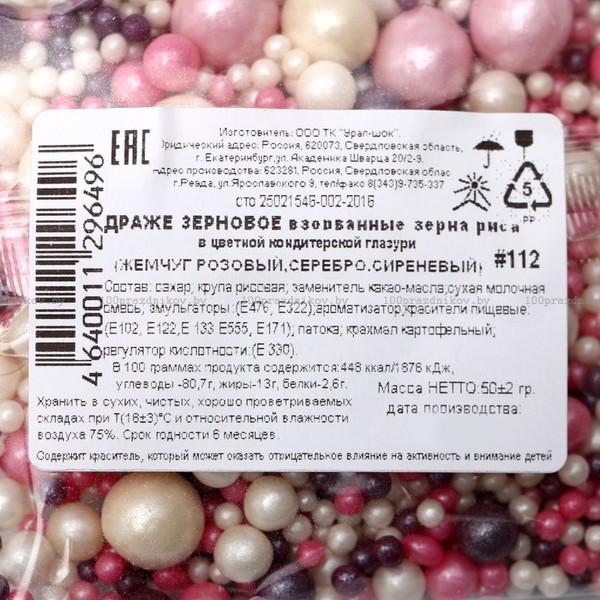 EAC
Изготовитель: ООО ТК "Урал-шок".
Юридический адрес: Россия, 620073, Свердловская область,
г. Екатеринбург,ул. Академика Шварца 20/2-9.
Адрес производства: 623281, Россия, Свердловская облас
г.Ревда, ул.Ярославского 9, тел/факс 8(343)9-735-337
сто 25021546-002-2016
5
PP
ДРАЖЕ ЗЕРНОВОЕ взорванные зерна риса
в цветной кондитерской глазури
(ЖЕМЧУГ РОЗОВЫЙ,СЕРЕБРО.СИРЕНЕВЫЙ) #112
Состав: сахар, крупа рисовая; заменитель какао-масла;сухая молочная
смесь; эмульгаторы:(E476, E322),ароматизатор,красители пищевые:
(E102, E122,E 133 E555, E171); патока; крахмал картофельный;
регулятор кислотности:(E 330).
В 100 граммах продукта содержится:448 ккал/1876 кДж,
углеводы -80,7г, жиры-13г, белки-2,6г.
Масса НЕТТО:50±2 гр.
дата производства:
Хранить в сухих, чистых, хорошо проветриваемых
складах при Т(18±3)°С и относительной влажности
воздуха 75%. Срок годности 6 месяцев.
Содержит краситель, который может оказать отрицательное влияние на активность и внимание детей
4 640011 296496
100prazdnikov.by